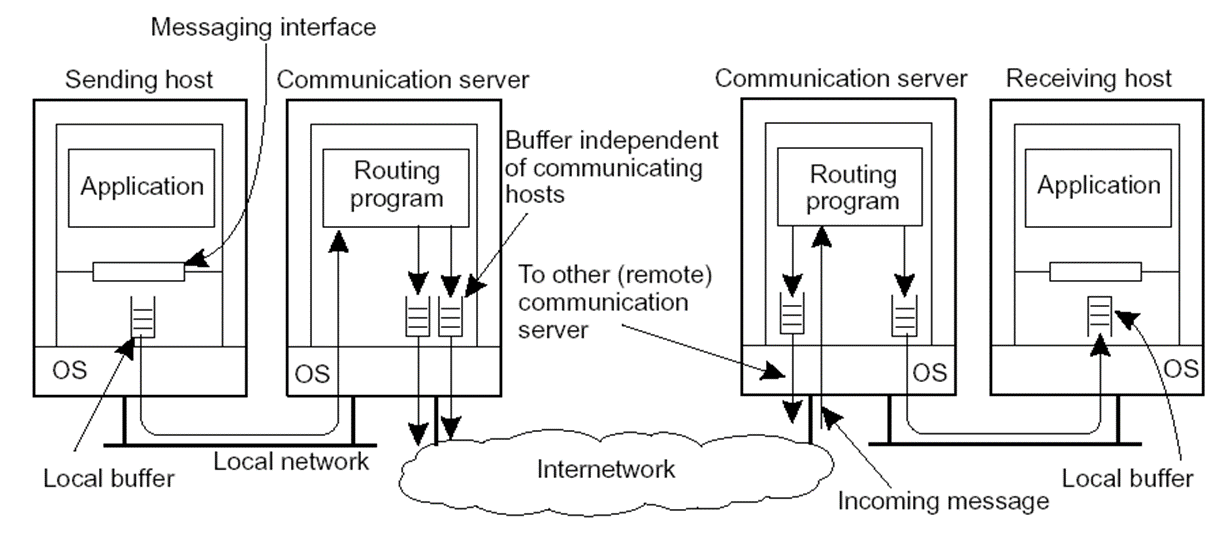 Messaging interface
Sending host
Communication server
Communication server
Receiving host
Application
Routing
program
Buffer independent
of communicating
hosts
Routing
program
Application
To other (remote)
communication
server
OS
OS
OS
OS
Local buffer
Local network
Internetwork
Incoming message
Local buffer